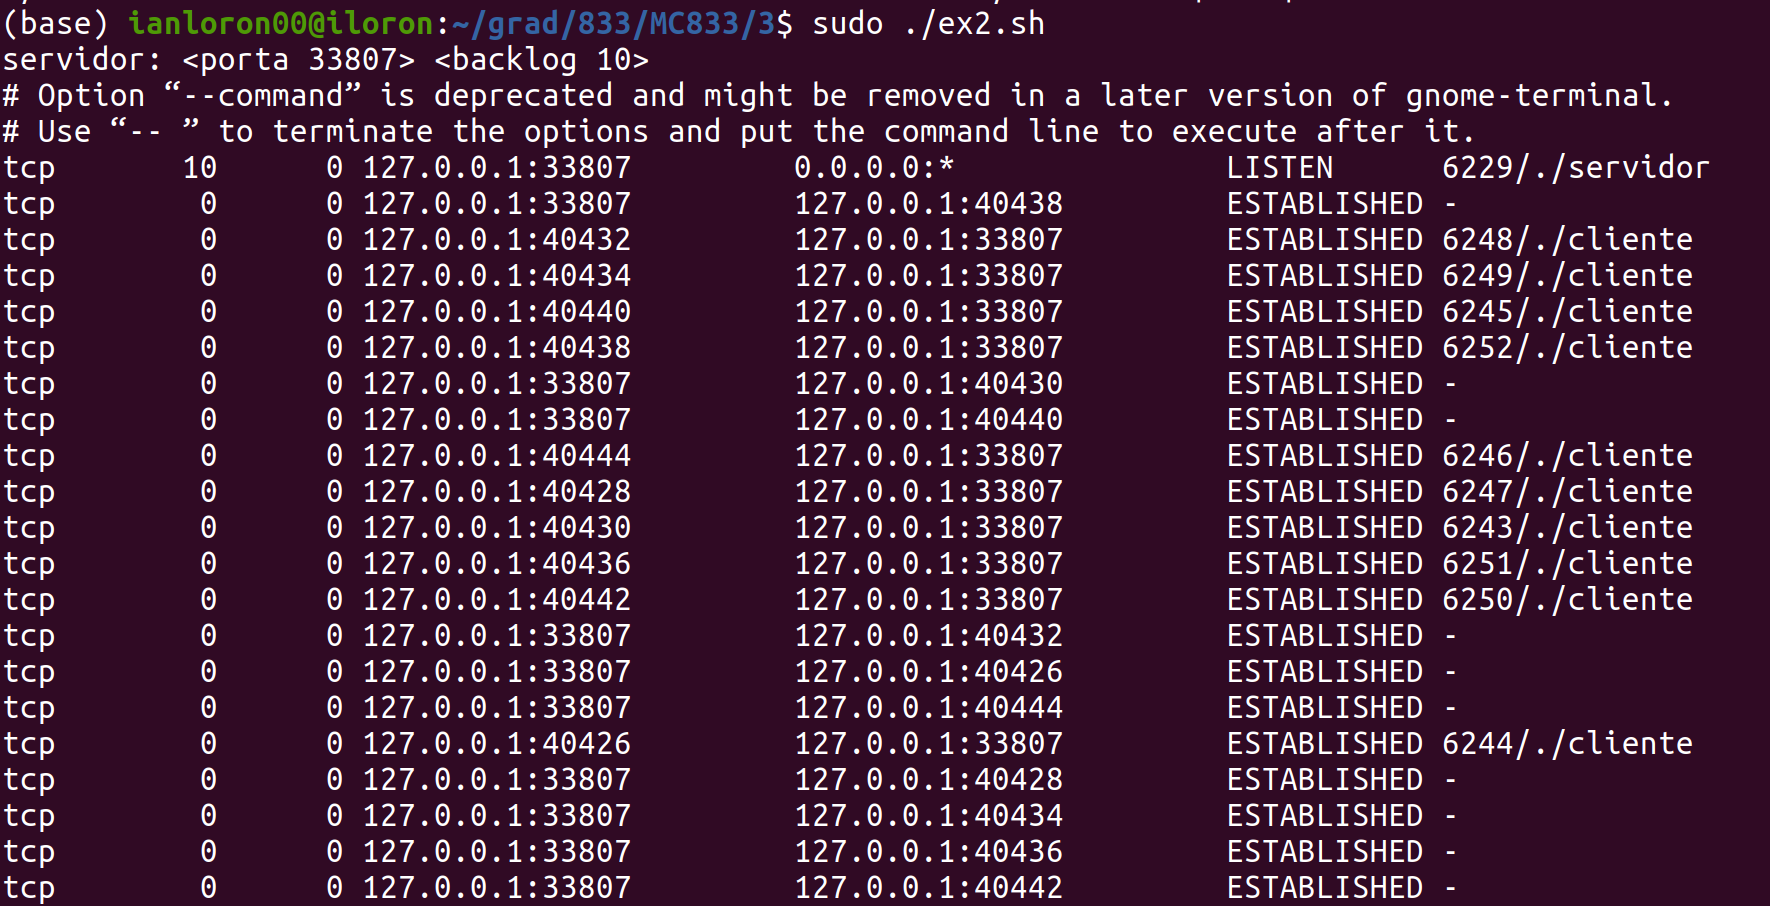 (base) ianloron00@iloron:~/grad/833/MC833/3$ sudo ./ex2.sh
servidor: <porta 33807> <backlog 10>
# Option “--command” is deprecated and might be removed in a later version of gnome-terminal.
# Use “-- ” to terminate the options and put the command line to execute after it.
tcp       10      0 127.0.0.1:33807         0.0.0.0:*               LISTEN      6229/./servidor
tcp        0      0 127.0.0.1:33807         127.0.0.1:40438         ESTABLISHED -
tcp        0      0 127.0.0.1:40432         127.0.0.1:33807         ESTABLISHED 6248/./cliente
tcp        0      0 127.0.0.1:40434         127.0.0.1:33807         ESTABLISHED 6249/./cliente
tcp        0      0 127.0.0.1:40440         127.0.0.1:33807         ESTABLISHED 6245/./cliente
tcp        0      0 127.0.0.1:40438         127.0.0.1:33807         ESTABLISHED 6252/./cliente
tcp        0      0 127.0.0.1:33807         127.0.0.1:40430         ESTABLISHED -
tcp        0      0 127.0.0.1:33807         127.0.0.1:40440         ESTABLISHED -
tcp        0      0 127.0.0.1:40444         127.0.0.1:33807         ESTABLISHED 6246/./cliente
tcp        0      0 127.0.0.1:40428         127.0.0.1:33807         ESTABLISHED 6247/./cliente
tcp        0      0 127.0.0.1:40430         127.0.0.1:33807         ESTABLISHED 6243/./cliente
tcp        0      0 127.0.0.1:40436         127.0.0.1:33807         ESTABLISHED 6251/./cliente
tcp        0      0 127.0.0.1:40442         127.0.0.1:33807         ESTABLISHED 6250/./cliente
tcp        0      0 127.0.0.1:33807         127.0.0.1:40432         ESTABLISHED -
tcp        0      0 127.0.0.1:33807         127.0.0.1:40426         ESTABLISHED -
tcp        0      0 127.0.0.1:33807         127.0.0.1:40444         ESTABLISHED -
tcp        0      0 127.0.0.1:40426         127.0.0.1:33807         ESTABLISHED 6244/./cliente
tcp        0      0 127.0.0.1:33807         127.0.0.1:40428         ESTABLISHED -
tcp        0      0 127.0.0.1:33807         127.0.0.1:40434         ESTABLISHED -
tcp        0      0 127.0.0.1:33807         127.0.0.1:40436         ESTABLISHED -
tcp        0      0 127.0.0.1:33807         127.0.0.1:40442         ESTABLISHED -